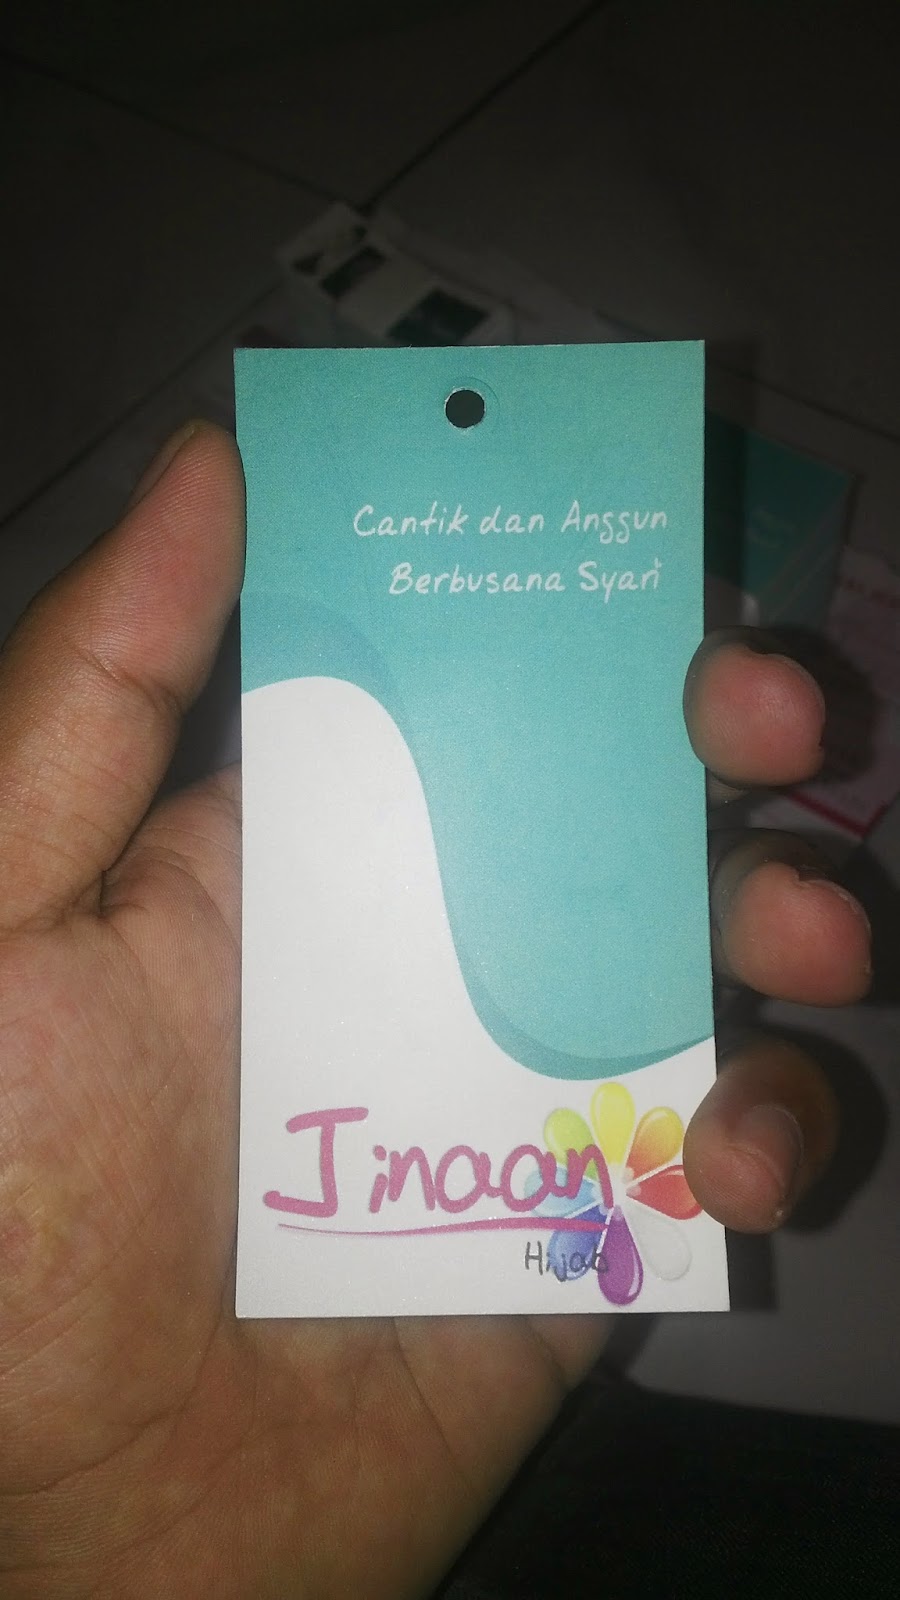 Cantik dan Anggun
Berbusana Syari
Jinaan
Hijab